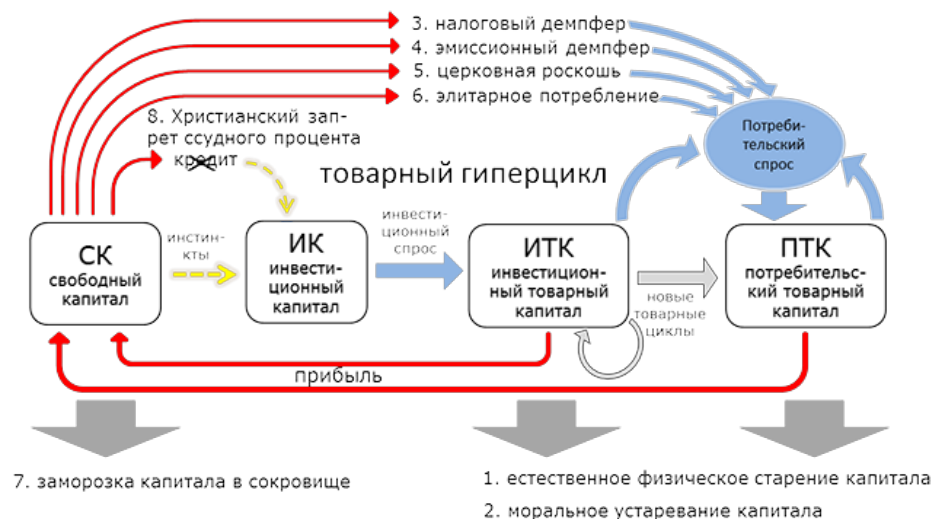 3. налоговый демпфер
4. эмиссионный демпфер
5. церковная роскошь
6. элитарное потребление
8. Христианский зап-
рет ссудного процента
кредит
Потреби-
тельский
спрос
товарный гиперцикл
СК
свободный
капитал
инстин-
кты
ИК
инвести-
ционный
капитал
инвести-
ционный
спрос
ИТК
инвестицион-
ный товарный
капитал
новые
товарные
циклы
ПТК
потребительс-
кий товарный
капитал
прибыль
7. заморозка капитала в сокровище
1. естественное физическое старение капитала
2. моральное устаревание капитала